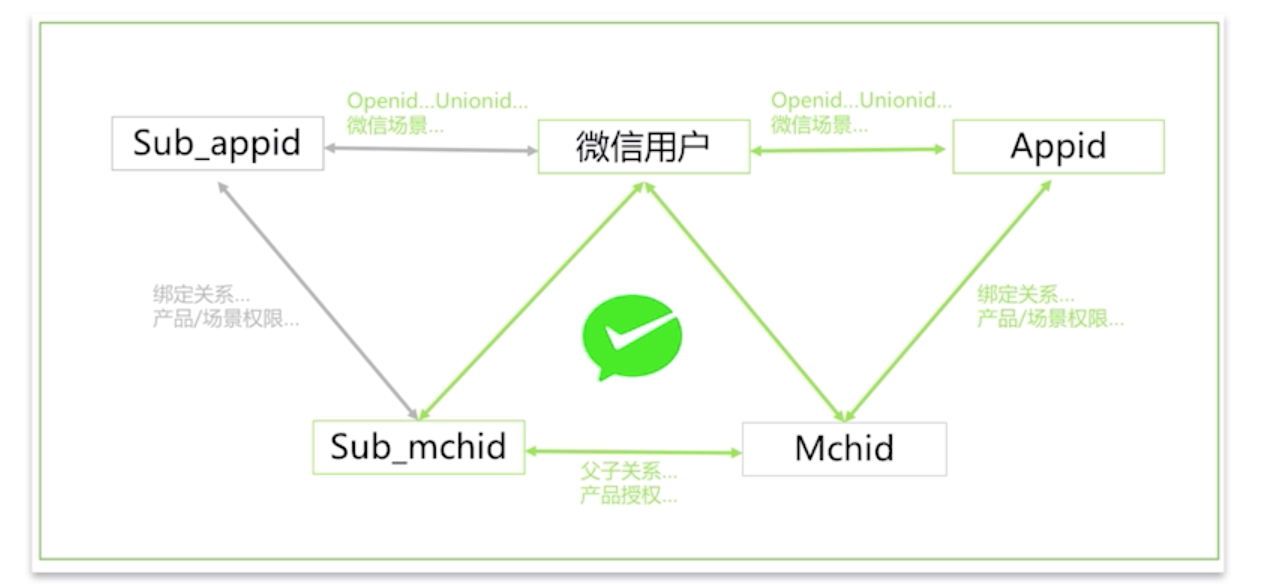 Openid...Unionid...
微信场景...
Openid...Unionid...
微信场景...
Sub_appid
微信用户
Appid
绑定关系...
产品/场景权限...
绑定关系...
产品/场景权限...
Sub_mchid
Mchid
父子关系...
产品授权...